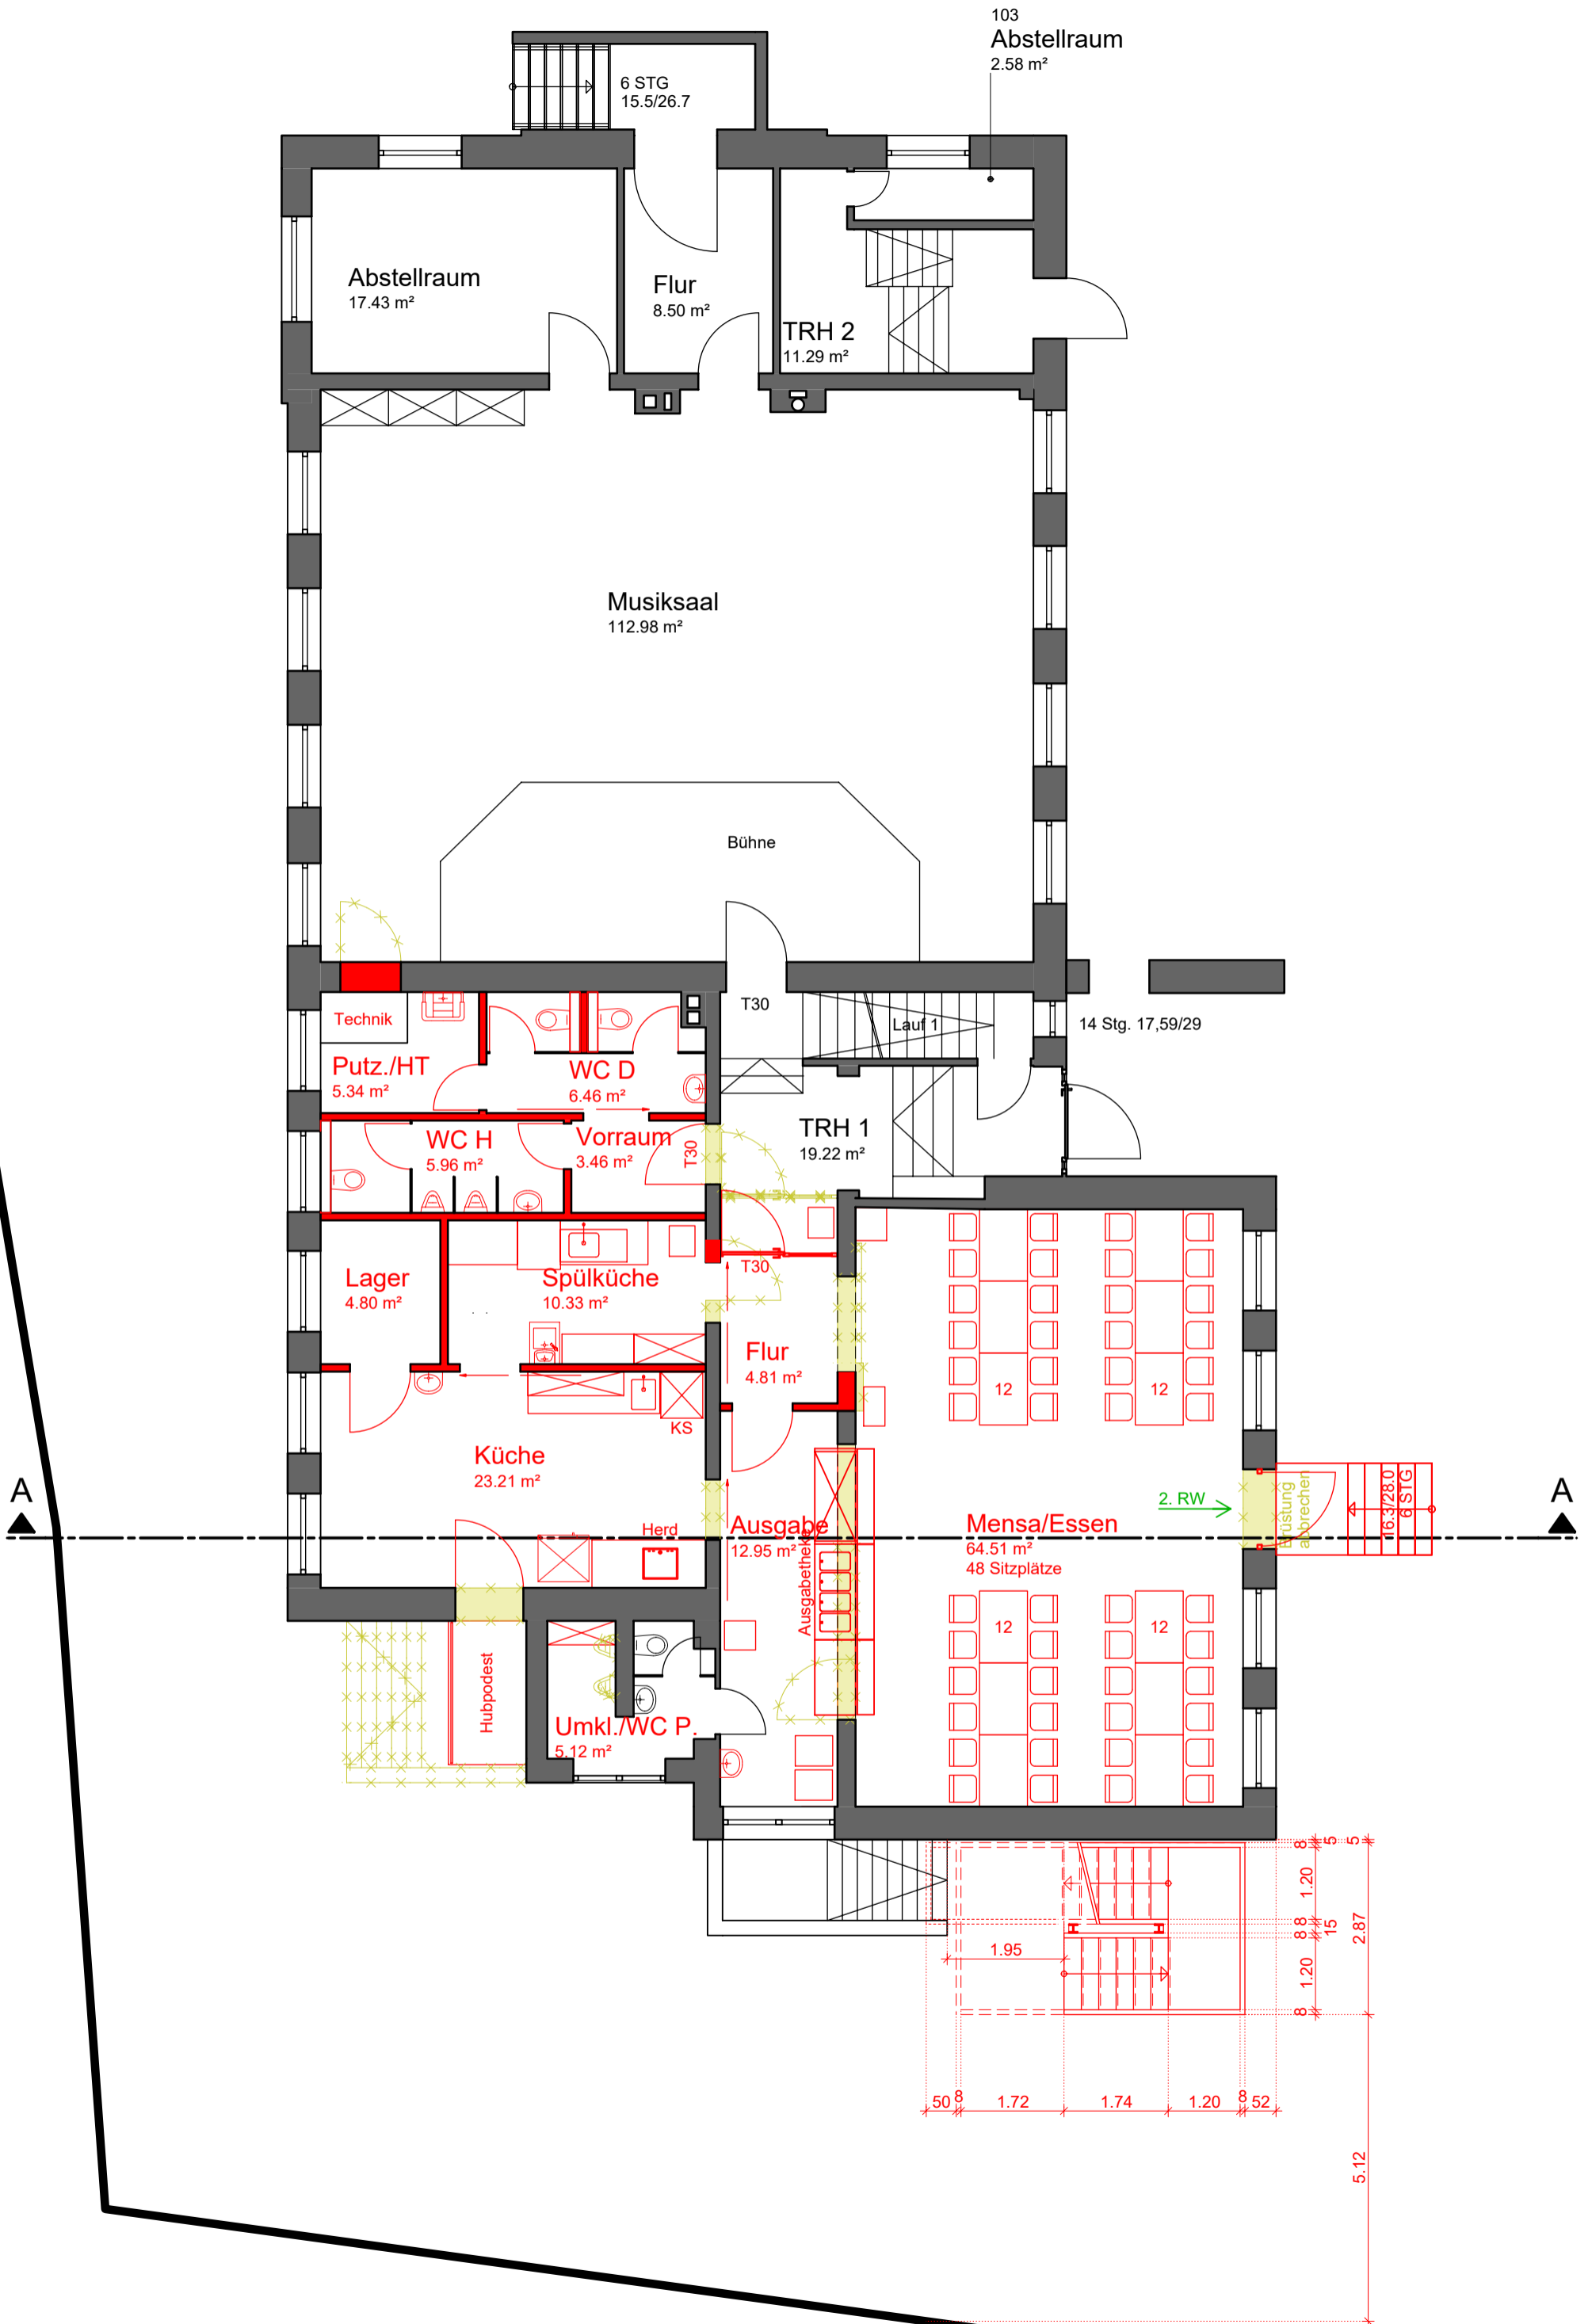 103
Abstellraum
2.58 m²
6 STG
15.5/26.7
Abstellraum
17.43 m²
Flur
8.50 m²
TRH 2
11.29 m²
Musiksaal
112.98 m²
Bühne
T30
Lauf 1
14 Stg. 17,59/29
Technik
Putz./HT
5.34 m²
WC D
6.46 m²
WC H
5.96 m²
Vorraum
3.46 m²
T30
TRH 1
19.22 m²
Lager
4.80 m²
Spülküche
10.33 m²
T30
Flur
4.81 m²
12
12
KS
Küche
23.21 m²
Herd
Ausgabe
12.95 m²
Ausgabetheke
Mensa/Essen
64.51 m²
48 Sitzplätze
2. RW
Brüstung
abbrechen
16.3/28.0
6 STG
A
A
12
12
Hubpodest
Umkl./WC P.
5.12 m²
8
5
5
1.20
8
8
15
2.87
1.20
8
1.95
50
8
1.72
1.74
1.20
8
52
5.12